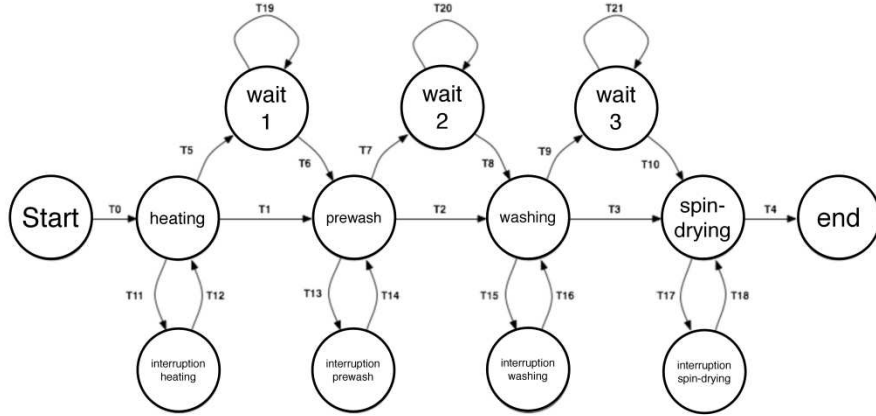 T19
T20
T21
wait
1
wait
2
wait
3
T5
T6
T7
T8
T9
T10
Start
T0
heating
T1
prewash
T2
washing
T3
spin-
drying
T4
end
T11
T12
T13
T14
T15
T16
T17
T18
interruption
heating
interruption
prewash
interruption
washing
interruption
spin-drying